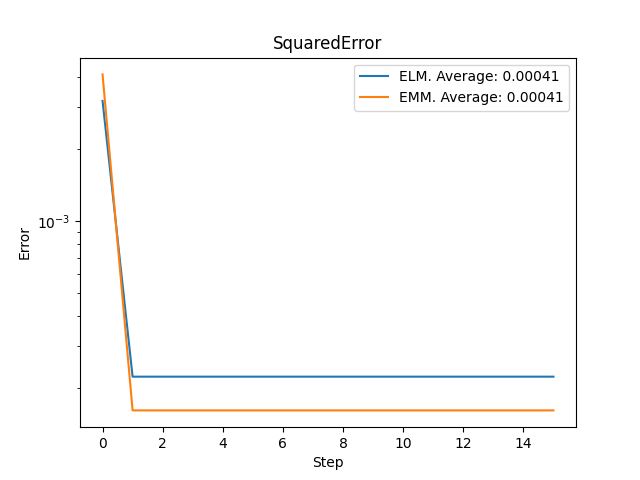 SquaredError
ELM. Average: 0.00041
EMM. Average: 0.00041
10⁻³
Error
0 2 4 6 8 10 12 14
Step